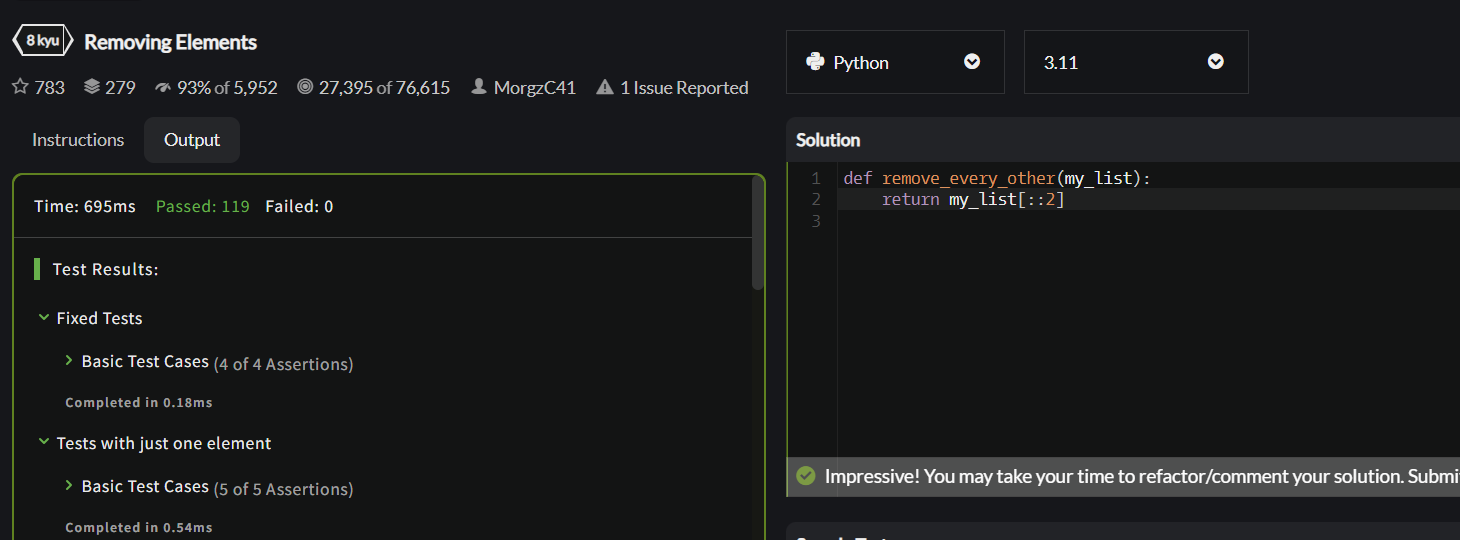 8 kyu Removing Elements
783 279 93% of 5,952 27,395 of 76,615 MorgzC41 1 Issue Reported
Instructions Output
Time: 695ms Passed: 119 Failed: 0
Test Results:
Fixed Tests
Basic Test Cases (4 of 4 Assertions)
Completed in 0.18ms
Tests with just one element
Basic Test Cases (5 of 5 Assertions)
Completed in 0.54ms
Python 3.11
Solution
1 def remove_every_other(my_list):
2     return my_list[::2]
3
Impressive! You may take your time to refactor/comment your solution. Submi